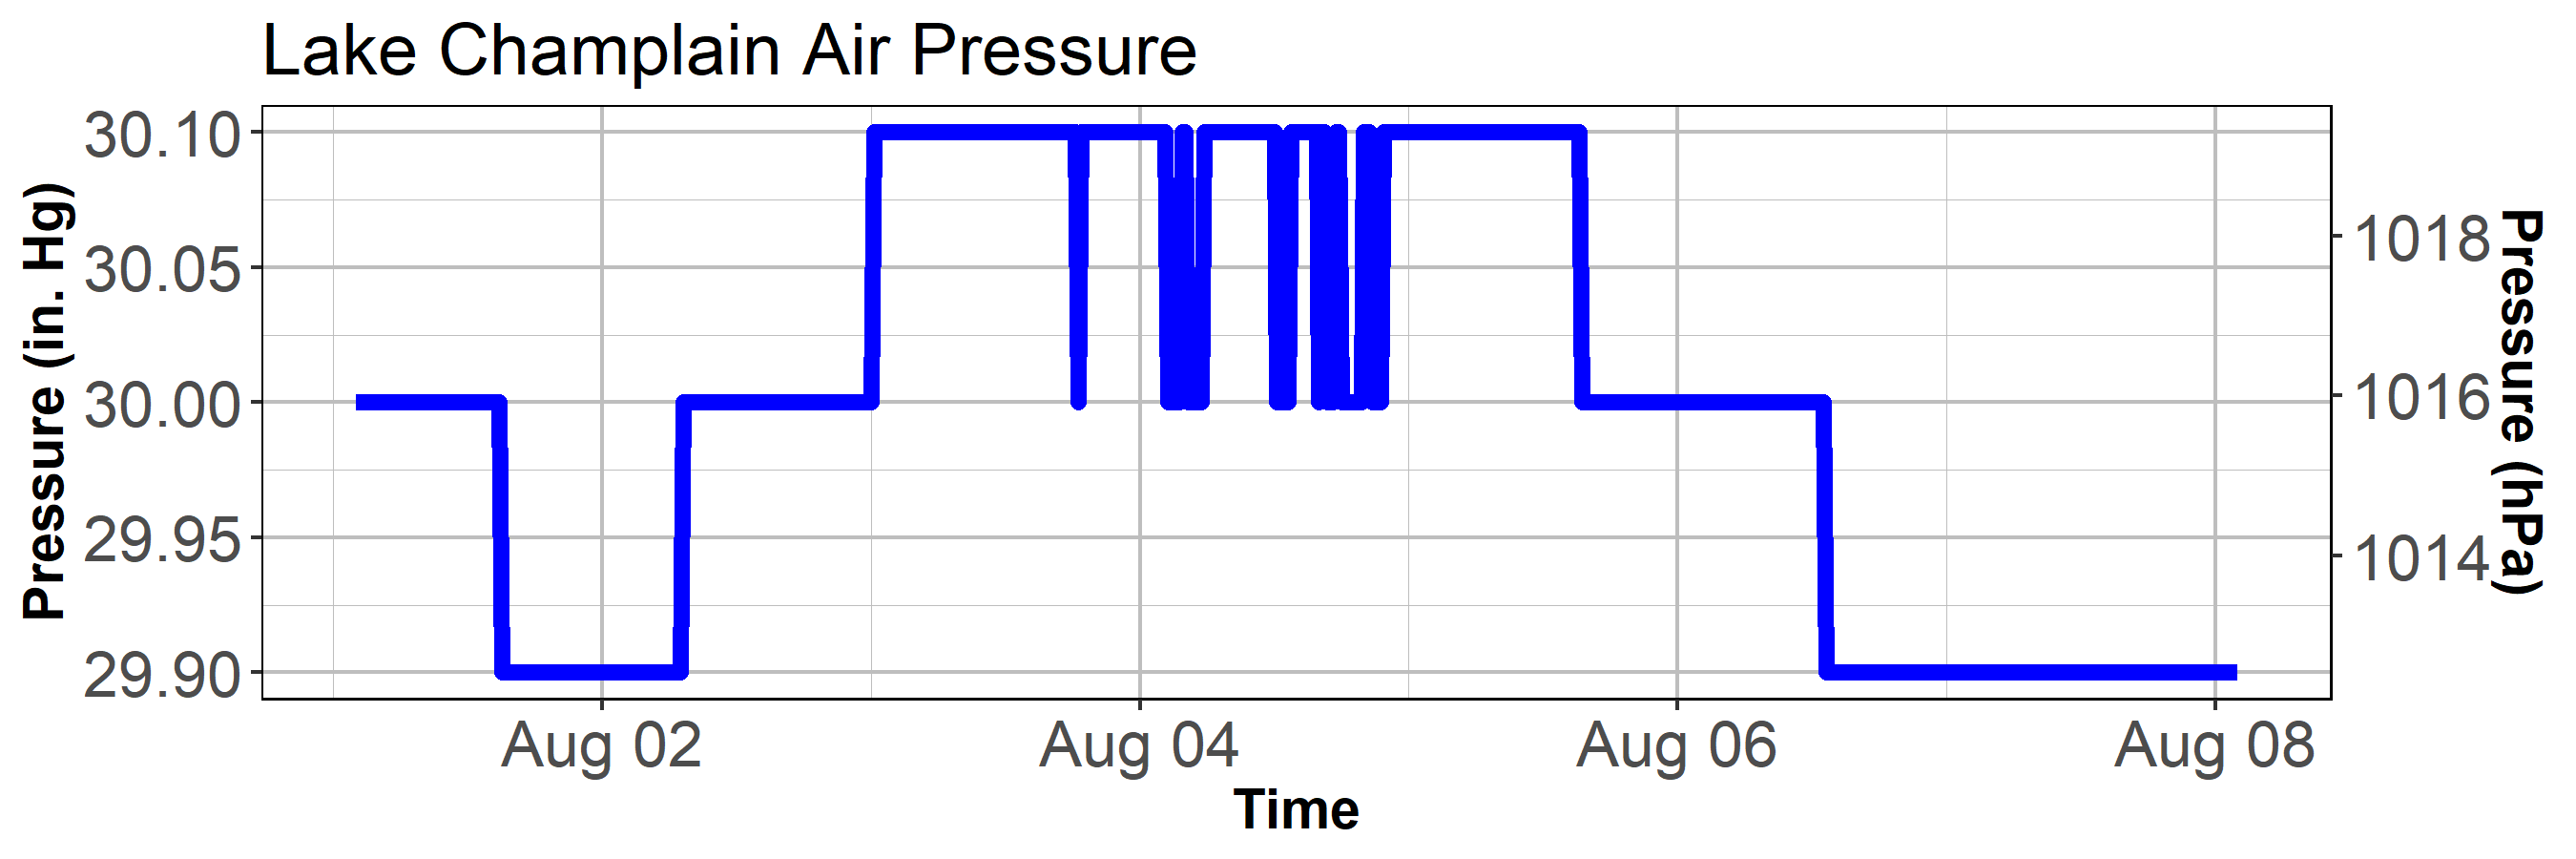 Lake Champlain Air Pressure
Pressure (in. Hg)
30.10
30.05
30.00
29.95
29.90
1018
1016
1014
Pressure (hPa)
Aug 02
Aug 04
Aug 06
Aug 08
Time